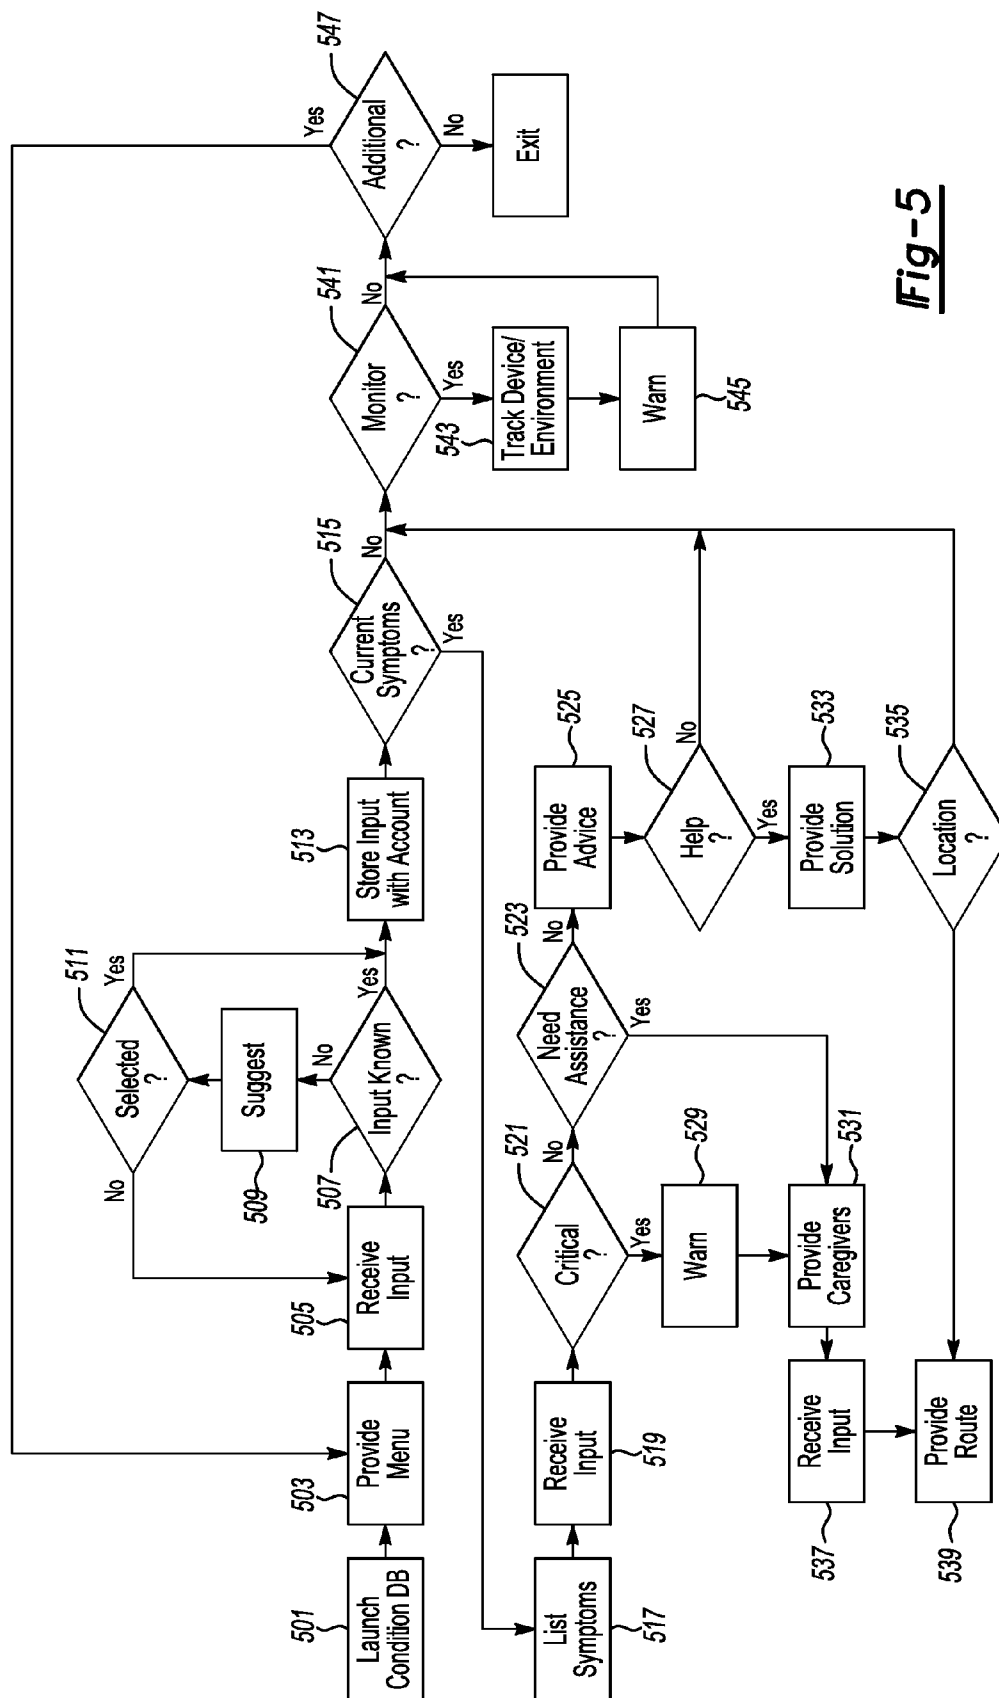 501
Launch
Condition DB
503
Provide
Menu
505
Receive
Input
507
Input Known
?
No
Yes
509
Suggest
511
Selected
?
No
Yes
513
Store Input
with Account
515
Current
Symptoms
?
No
Yes
541
Monitor
?
No
Yes
543
Track Device/
Environment
Warn
545
547
Additional
?
Yes
No
Exit
List
Symptoms
517
Receive
Input
519
521
Critical
?
No
Yes
529
Warn
523
Need
Assistance
?
No
Yes
525
Provide
Advice
527
Help
?
No
Yes
531
Provide
Caregivers
533
Provide
Solution
535
Location
?
Receive
Input
537
Provide
Route
539
Fig-5